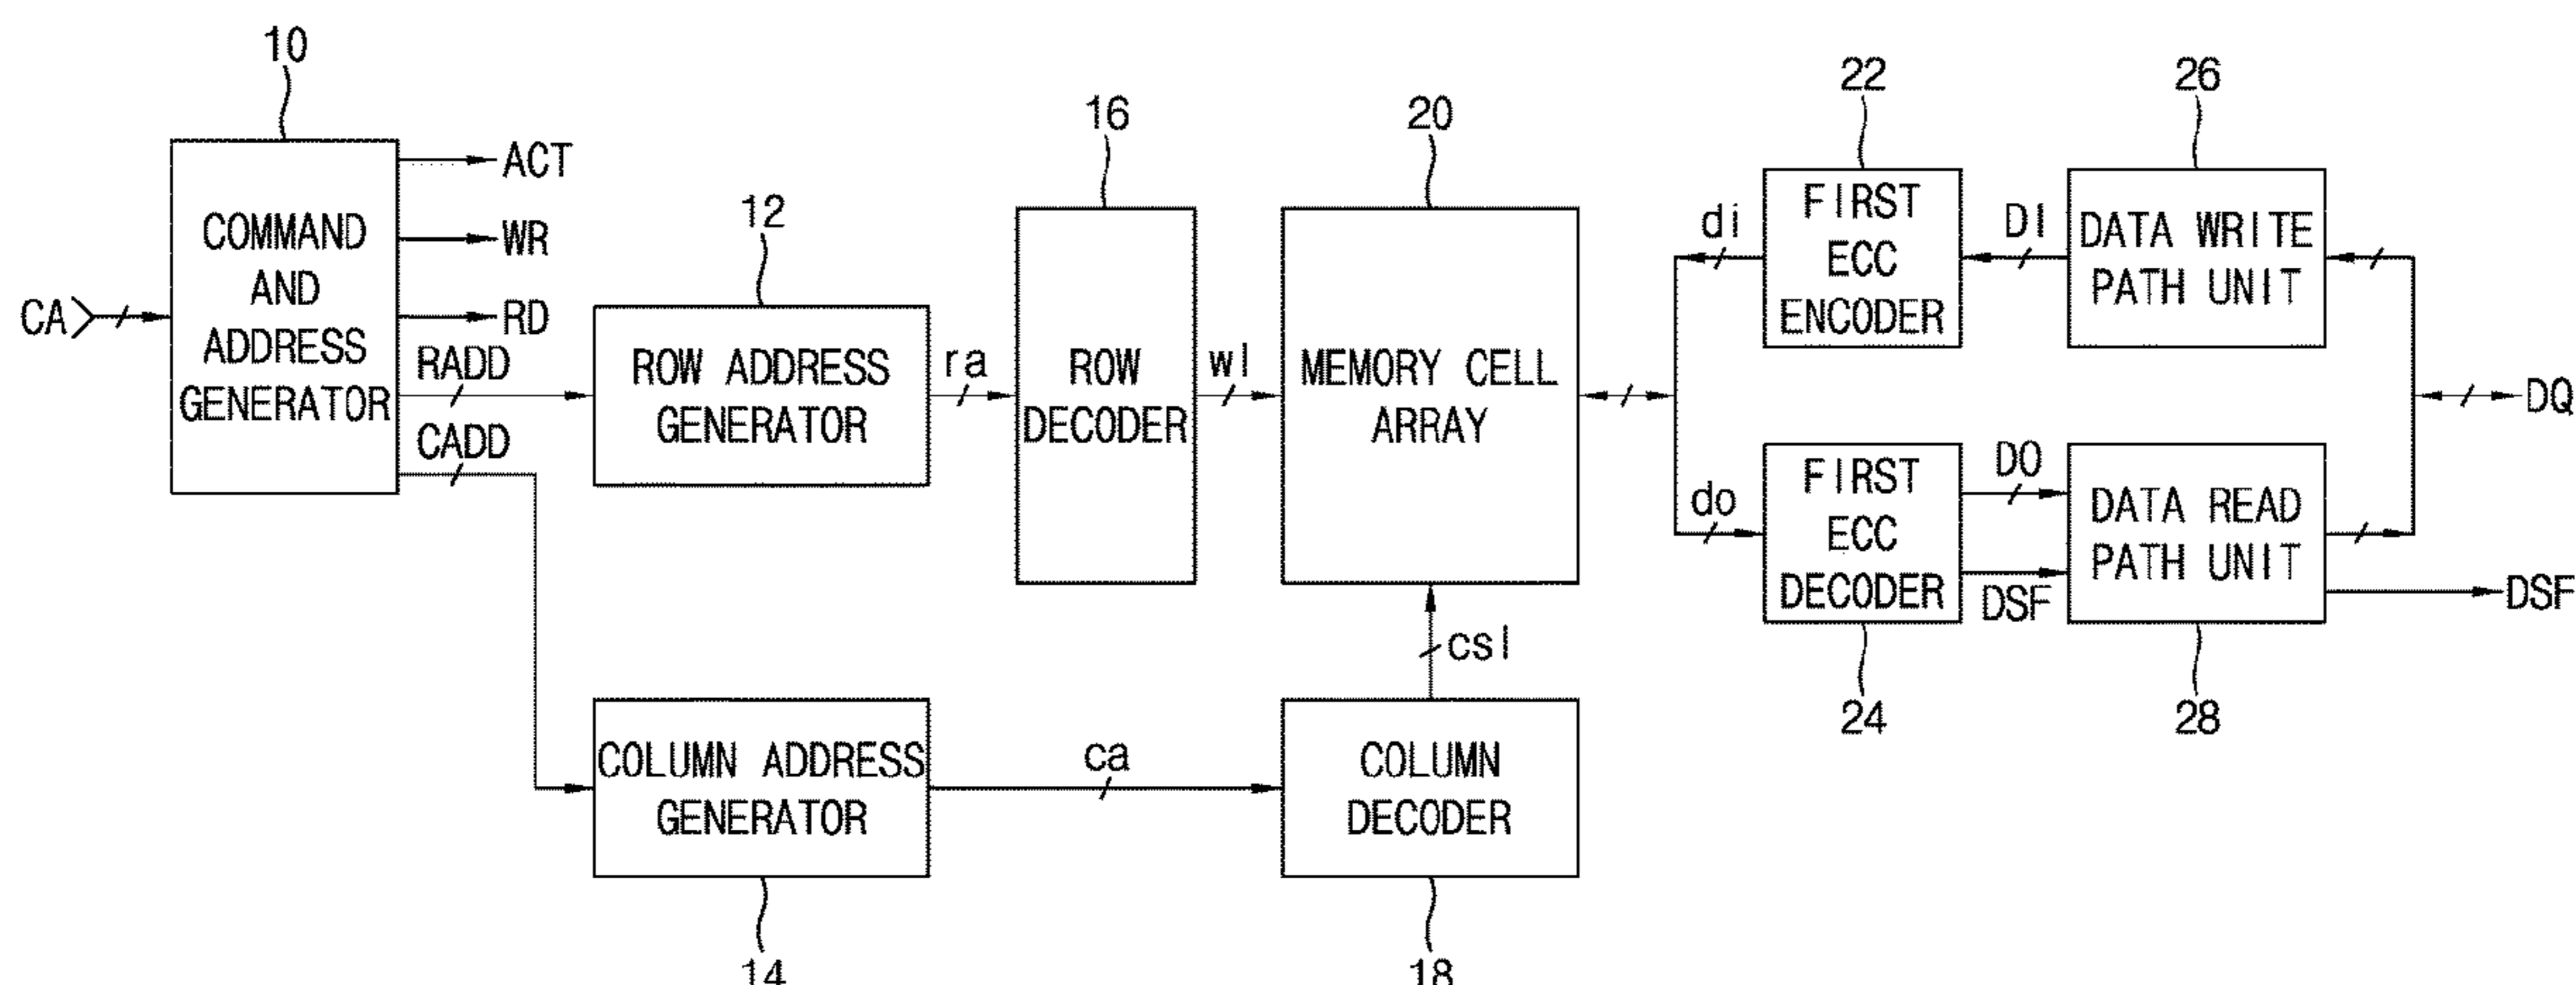 10
COMMAND
AND
ADDRESS
GENERATOR
CA
ACT
WR
RD
RADD
CADD
12
ROW ADDRESS
GENERATOR
ra
16
ROW
DECODER
wl
20
MEMORY CELL
ARRAY
csl
14
COLUMN ADDRESS
GENERATOR
ca
18
COLUMN
DECODER
22
FIRST
ECC
ENCODER
di
DI
26
DATA WRITE
PATH UNIT
do
FIRST
ECC
DECODER
24
DO
DSF
DATA READ
PATH UNIT
28
DQ
DSF